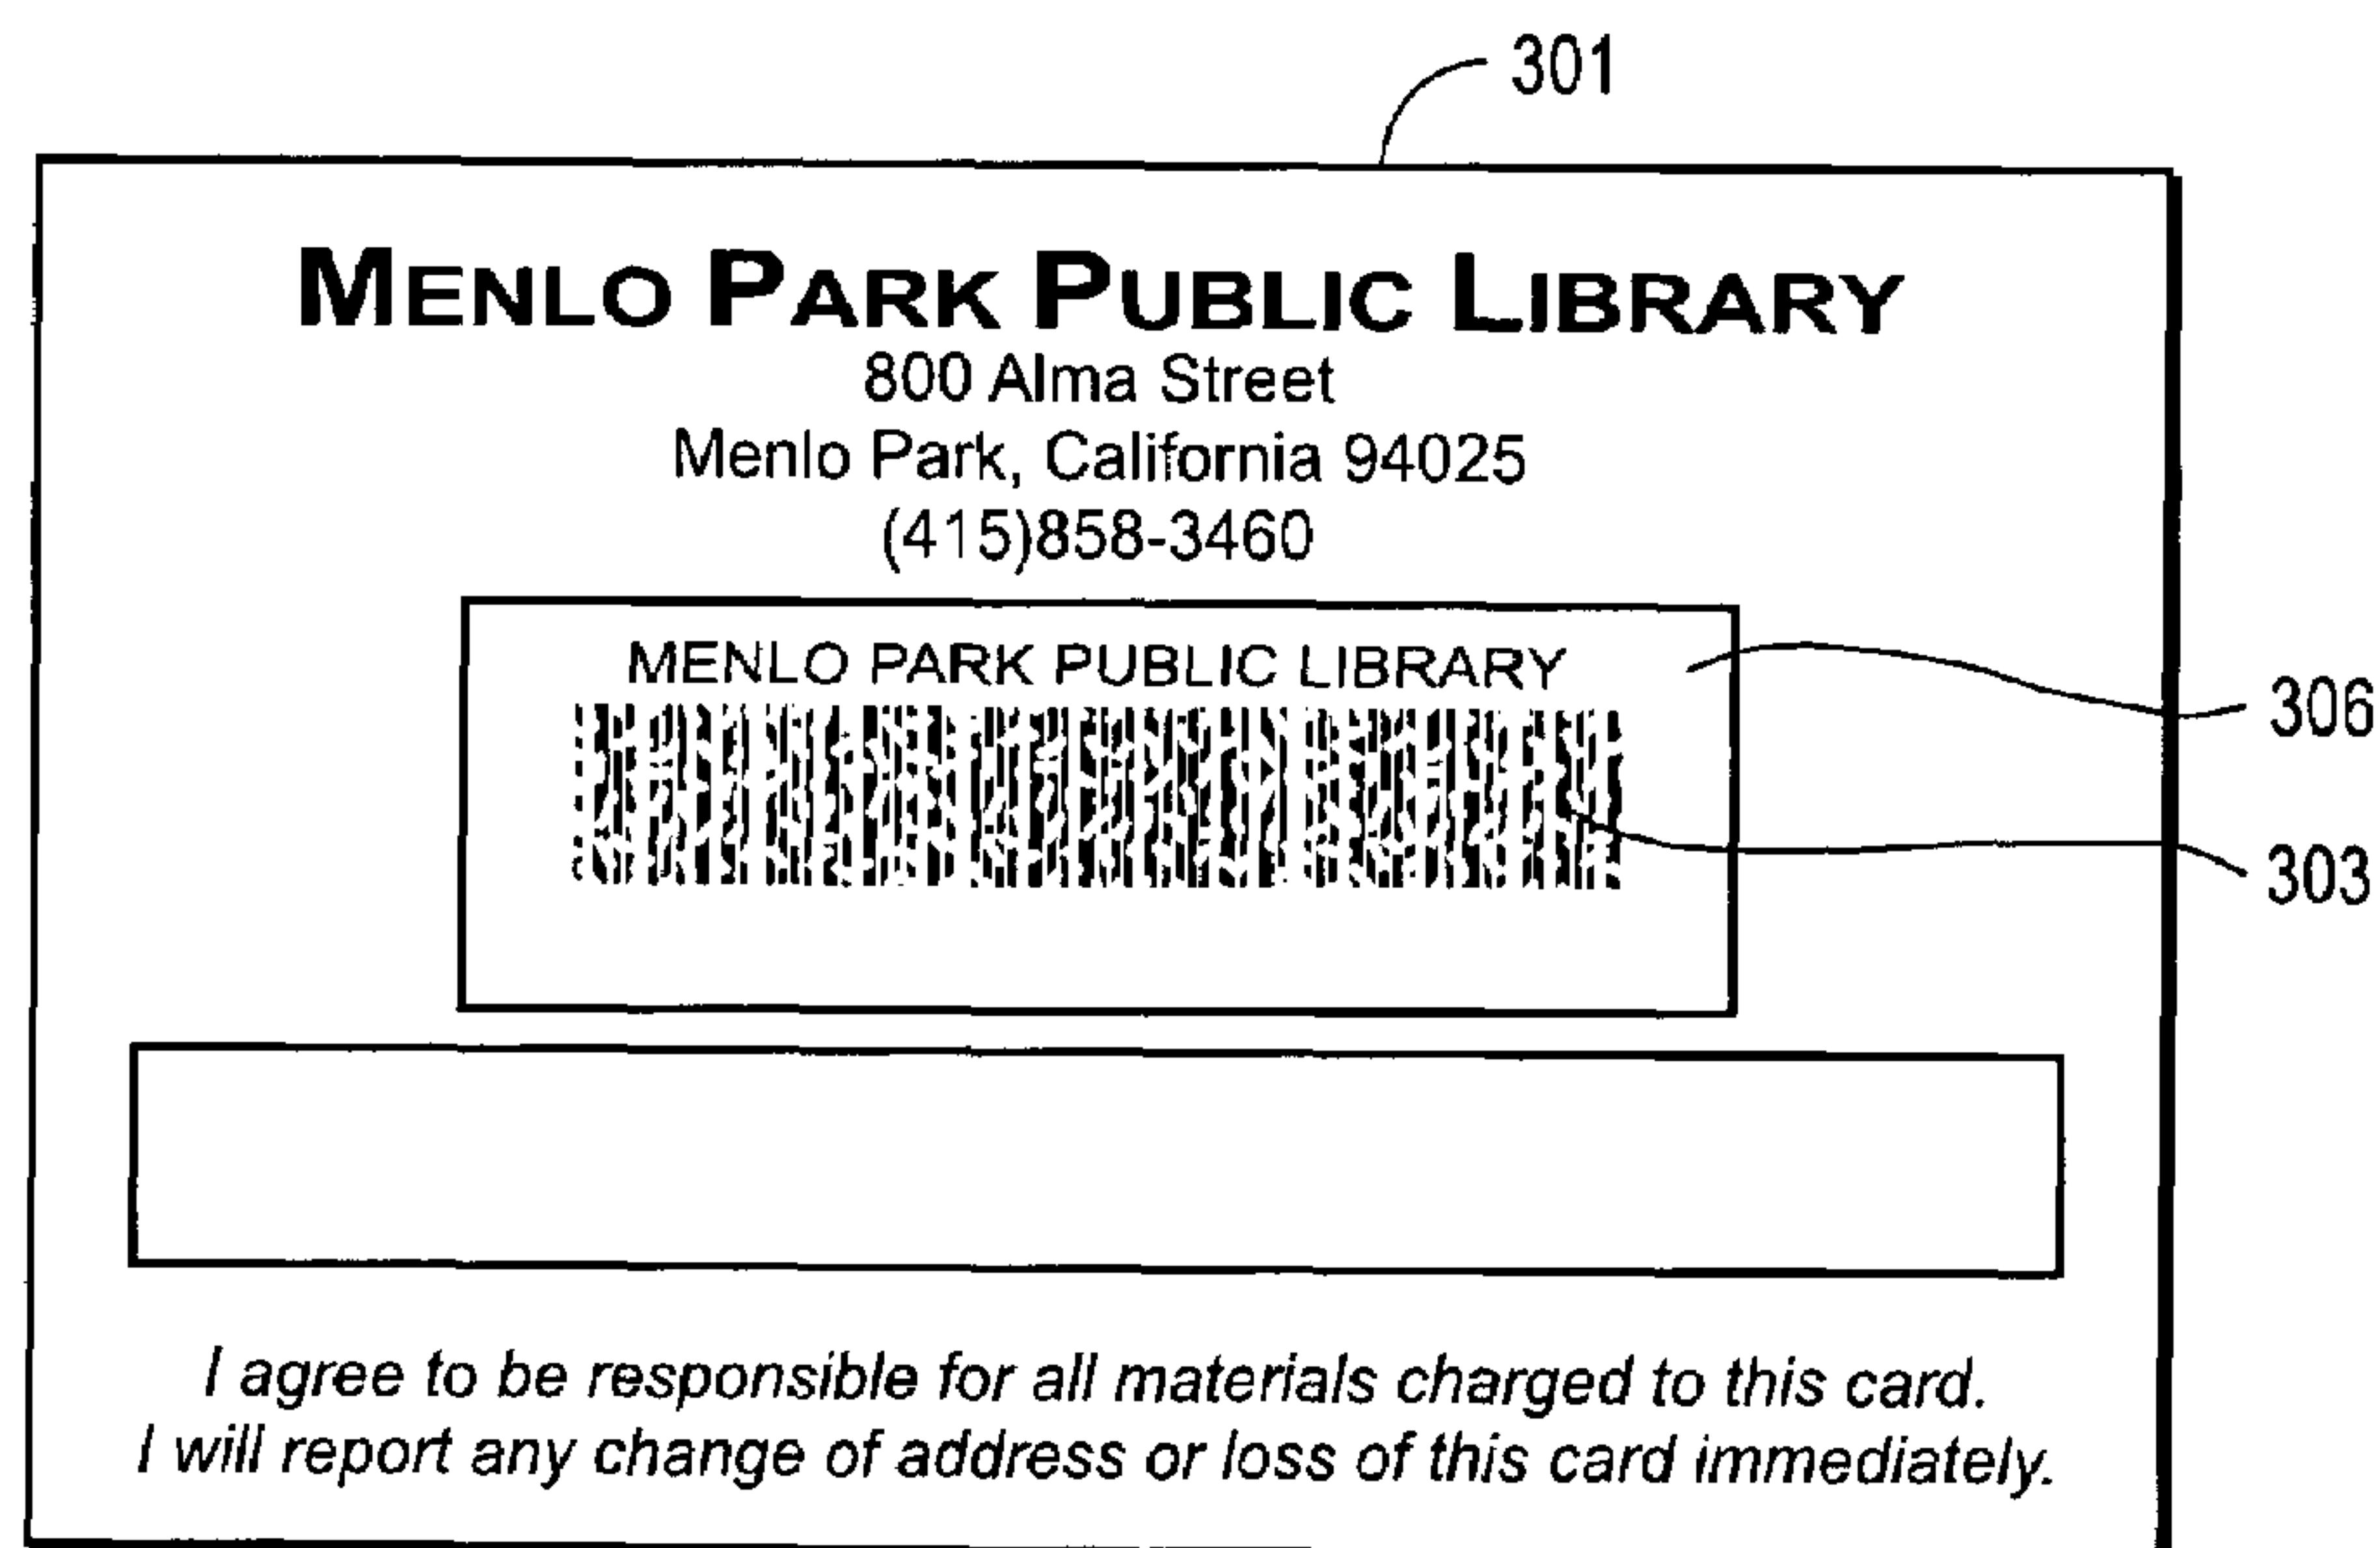 301
MENLO PARK PUBLIC LIBRARY
800 Alma Street
Menlo Park, California 94025
(415)858-3460
MENLO PARK PUBLIC LIBRARY
306
303
I agree to be responsible for all materials charged to this card.
I will report any change of address or loss of this card immediately.